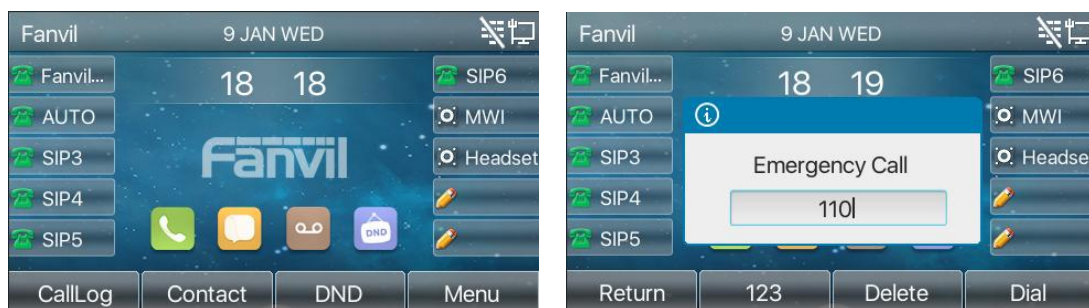 Fanvil
9 JAN WED
Fanvil...
18 18
SIP6
AUTO
MWI
SIP3
Fanvil
Headset
SIP4
SIP5
DND
CallLog
Contact
DND
Menu
Fanvil
9 JAN WED
Fanvil...
18 19
SIP6
AUTO
MWI
SIP3
Emergency Call
Headse
SIP4
110
SIP5
Return
123
Delete
Dial